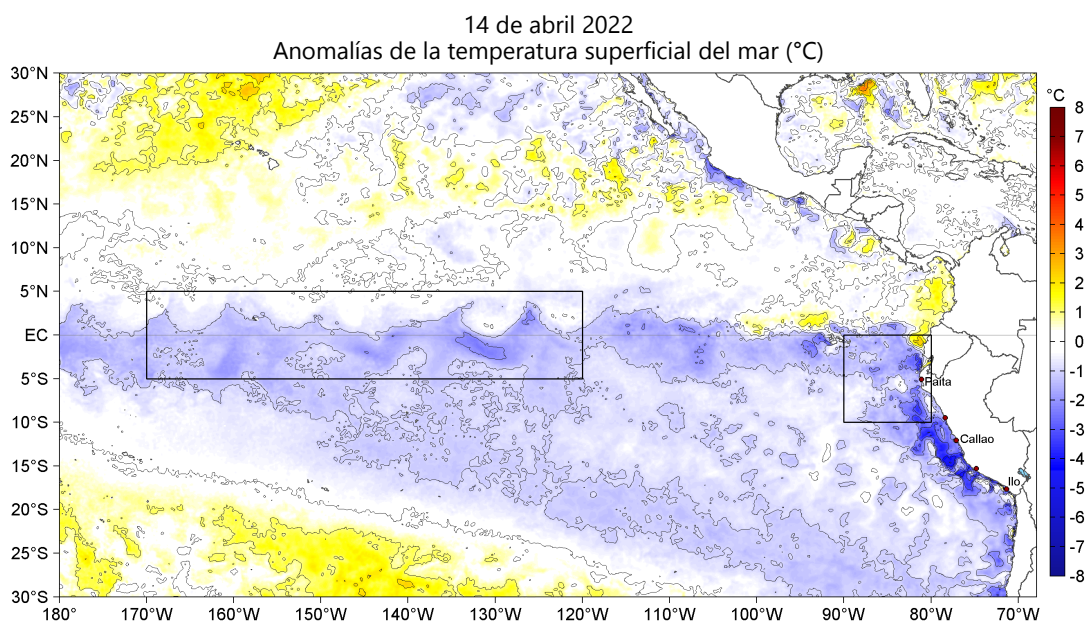 14 de abril 2022
Anomalías de la temperatura superficial del mar (°C)
30°N
25°N
20°N
15°N
10°N
5°N
EC
5°S
10°S
15°S
20°S
25°S
30°S
180°W 170°W 160°W 150°W 140°W 130°W 120°W 110°W 100°W 90°W 80°W 70°W
Paita
Callao
Ilo
°C
8
7
6
5
4
3
2
1
0
-1
-2
-3
-4
-5
-6
-7
-8